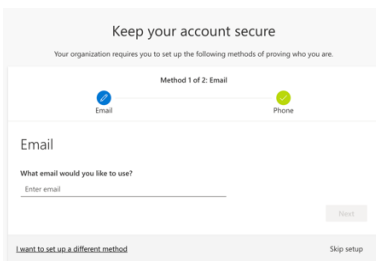 Keep your account secure
Your organization requires you to set up the following methods of proving who you are.
Method 1 of 2: Email
Email
Phone
Email
What email would you like to use?
Enter email
Next
I want to set up a different method
Skip setup